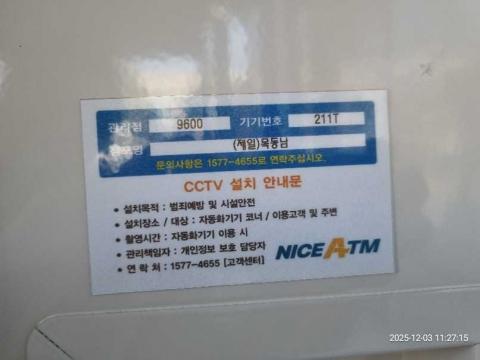 관리점 9600 기기번호 211T
점포명 (제일)목동남
문의사항은 1577-4655로 연락주십시오.
CCTV 설치 안내문
• 설치목적 : 범죄예방 및 시설안전
• 설치장소 / 대상 : 자동화기기 코너 / 이용고객 및 주변
• 촬영시간 : 자동화기기 이용 시
• 관리책임자 : 개인정보 보호 담당자
• 연 락 처 : 1577-4655 [고객센터]
NICE ATM
2025-12-03 11:27:15